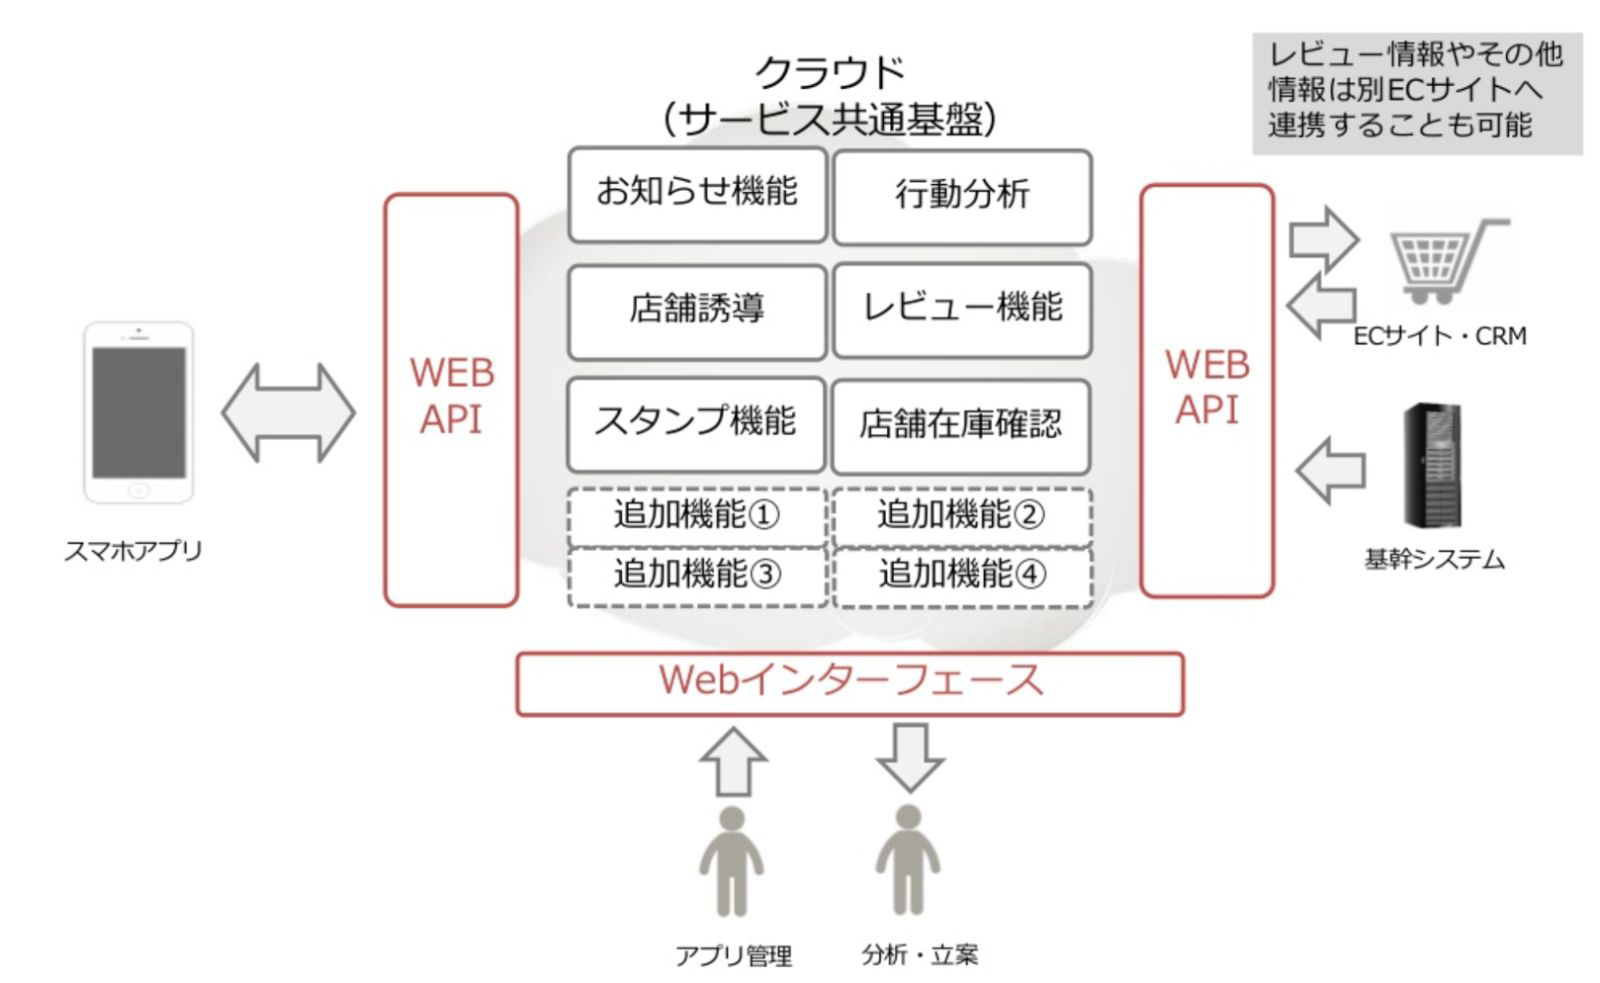 クラウド
（サービス共通基盤）
レビュー情報やその他
情報は別ECサイトへ
連携することも可能
お知らせ機能
行動分析
店舗誘導
レビュー機能
スタンプ機能
店舗在庫確認
追加機能①
追加機能②
追加機能③
追加機能④
WEB
API
WEB
API
スマホアプリ
ECサイト・CRM
基幹システム
Webインターフェース
アプリ管理
分析・立案